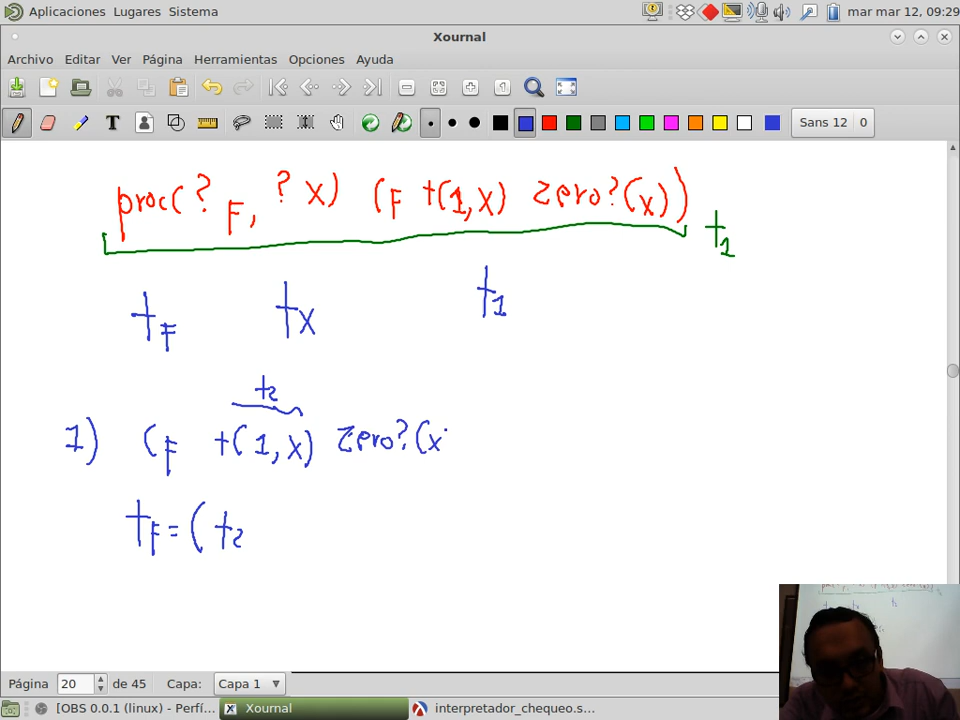 Aplicaciones Lugares Sistema mar mar 12, 09:29
Xournal
Archivo Editar Ver Página Herramientas Opciones Ayuda
Sans 12 0
proc(? F, ? x) (F +(1,x) zero?(x))
t1
tF tx t1
t2
1) (F +(1,x) zero?(x
tF = ( t2
Página 20 de 45 Capa: Capa 1
[OBS 0.0.1 (linux) - Perfí... Xournal interpretador_chequeo.s...